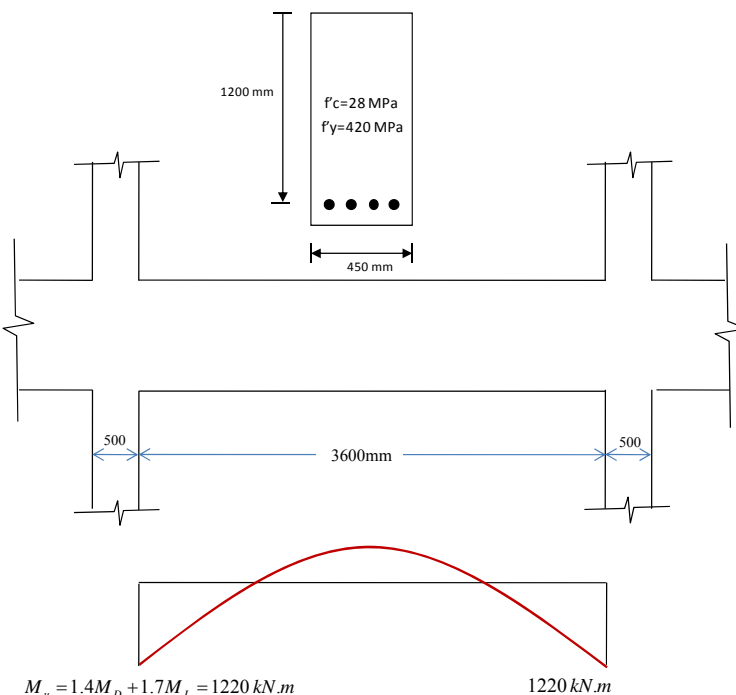 1200 mm
f'c=28 MPa
f'y=420 MPa
450 mm
500
3600mm
500
M_u = 1.4M_D + 1.7M_L = 1220 kN.m
1220 kN.m